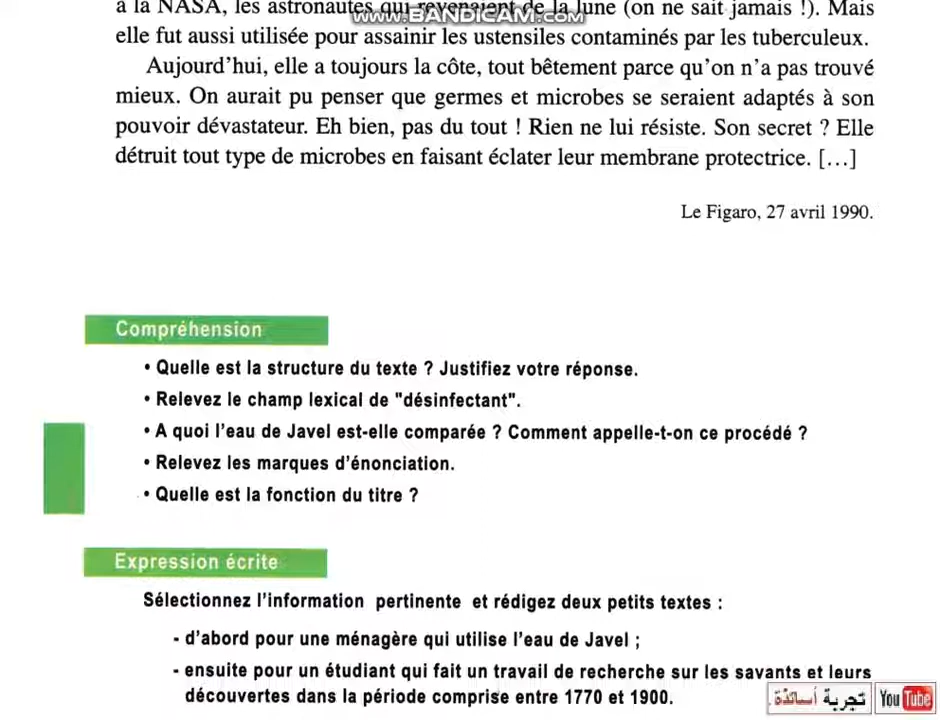 www.BANDICAM.com
à la NASA, les astronautes qui revenaient de la lune (on ne sait jamais !). Mais
elle fut aussi utilisée pour assainir les ustensiles contaminés par les tuberculeux.
Aujourd'hui, elle a toujours la côte, tout bêtement parce qu'on n'a pas trouvé
mieux. On aurait pu penser que germes et microbes se seraient adaptés à son
pouvoir dévastateur. Eh bien, pas du tout ! Rien ne lui résiste. Son secret ? Elle
détruit tout type de microbes en faisant éclater leur membrane protectrice. […]
Le Figaro, 27 avril 1990.
Compréhension
• Quelle est la structure du texte ? Justifiez votre réponse.
• Relevez le champ lexical de "désinfectant".
• A quoi l'eau de Javel est-elle comparée ? Comment appelle-t-on ce procédé ?
• Relevez les marques d'énonciation.
• Quelle est la fonction du titre ?
Expression écrite
Sélectionnez l'information pertinente et rédigez deux petits textes :
- d'abord pour une ménagère qui utilise l'eau de Javel ;
- ensuite pour un étudiant qui fait un travail de recherche sur les savants et leurs
découvertes dans la période comprise entre 1770 et 1900.
تجربة أساتذة
YouTube